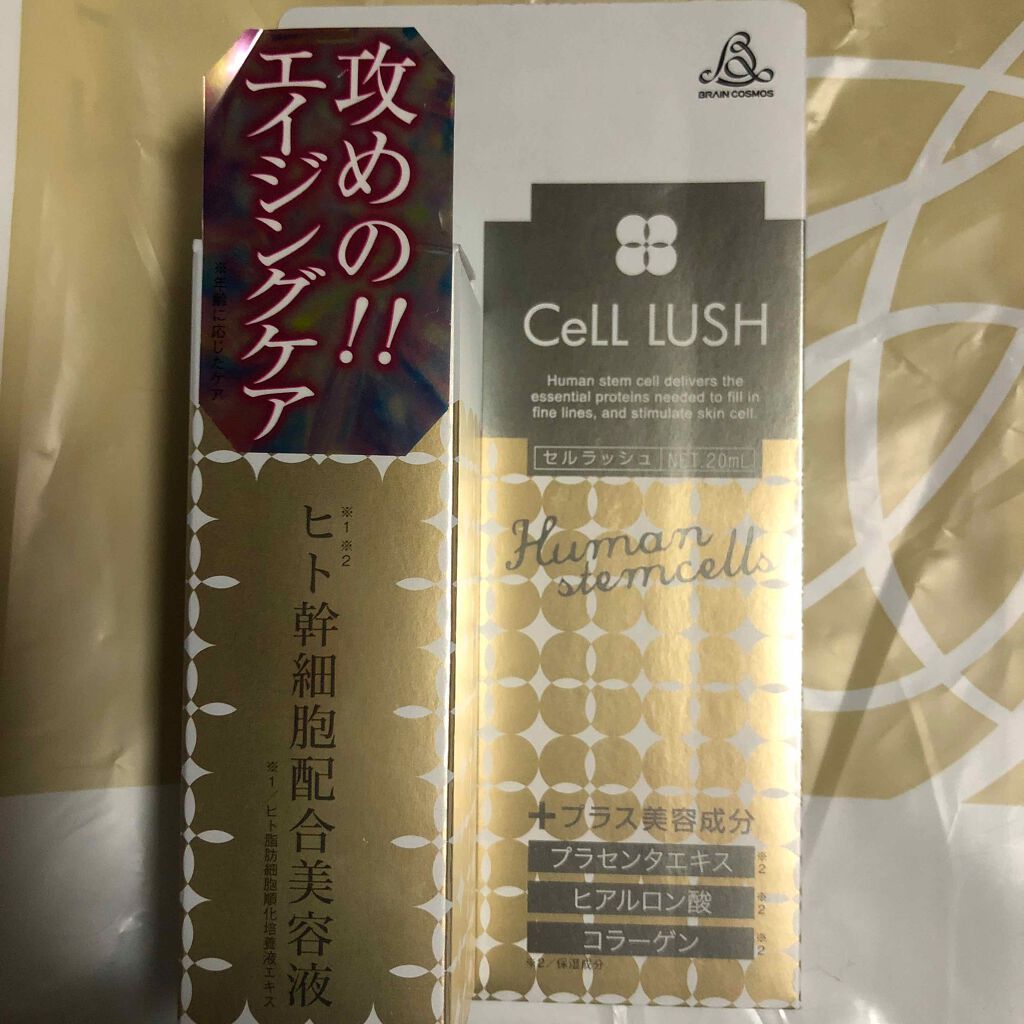 攻めの!!
エイジングケア
※年齢に応じたケア
※1 ※2
ヒト幹細胞配合美容液
※1/ヒト脂肪細胞順化培養液エキス
BRAIN COSMOS
CeLL LUSH
Human stem cell delivers the
essential proteins needed to fill in
fine lines, and stimulate skin cell.
セルラッシュ NET.20mL
Human
stemcells
+プラス美容成分
プラセンタエキス ※2
ヒアルロン酸 ※2
コラーゲン ※2
※2/保湿成分